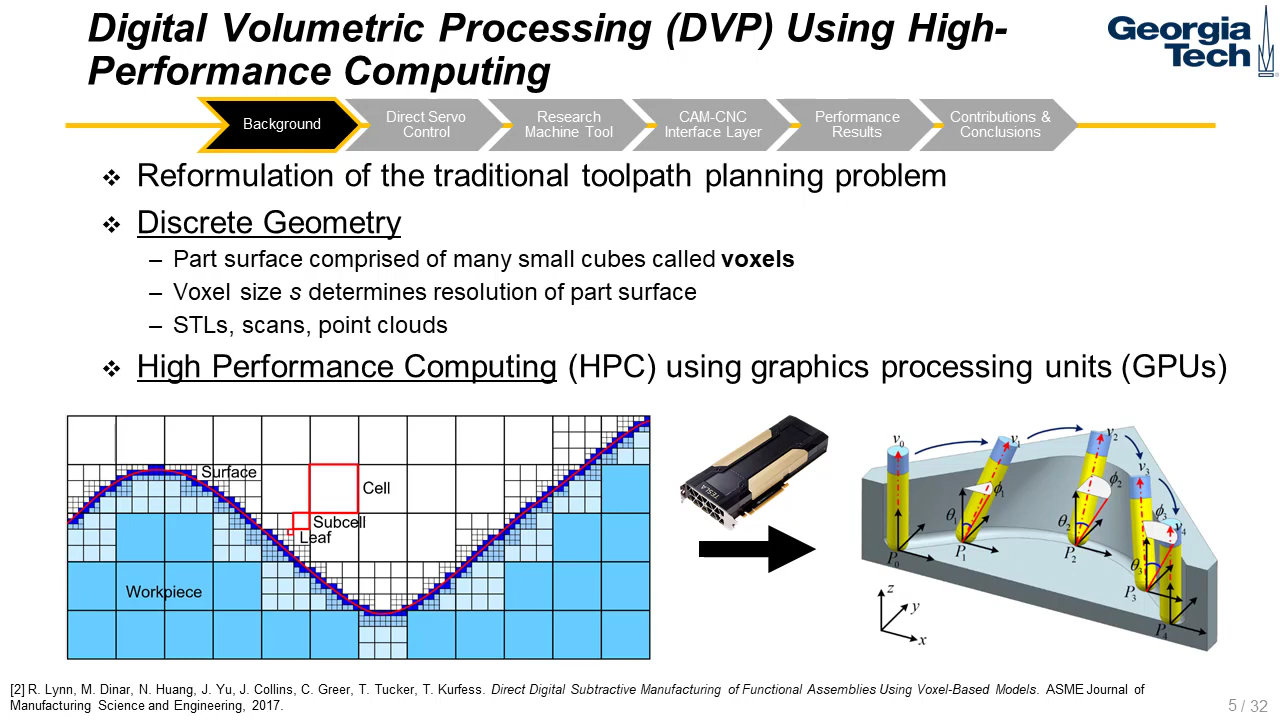 Digital Volumetric Processing (DVP) Using High-
Performance Computing
Georgia
Tech
Background
Direct Servo
Control
Research
Machine Tool
CAM-CNC
Interface Layer
Performance
Results
Contributions &
Conclusions
❖ Reformulation of the traditional toolpath planning problem
❖ Discrete Geometry
– Part surface comprised of many small cubes called voxels
– Voxel size s determines resolution of part surface
– STLs, scans, point clouds
❖ High Performance Computing (HPC) using graphics processing units (GPUs)
Surface
Cell
Subcell
Leaf
Workpiece
TESLA
v0
v1
v2
v3
v4
ϕ1
ϕ2
ϕ3
θ1
θ2
θ3
P0
P1
P2
P3
P4
z
y
x
[2] R. Lynn, M. Dinar, N. Huang, J. Yu, J. Collins, C. Greer, T. Tucker, T. Kurfess. Direct Digital Subtractive Manufacturing of Functional Assemblies Using Voxel-Based Models. ASME Journal of
Manufacturing Science and Engineering, 2017.
5 / 32